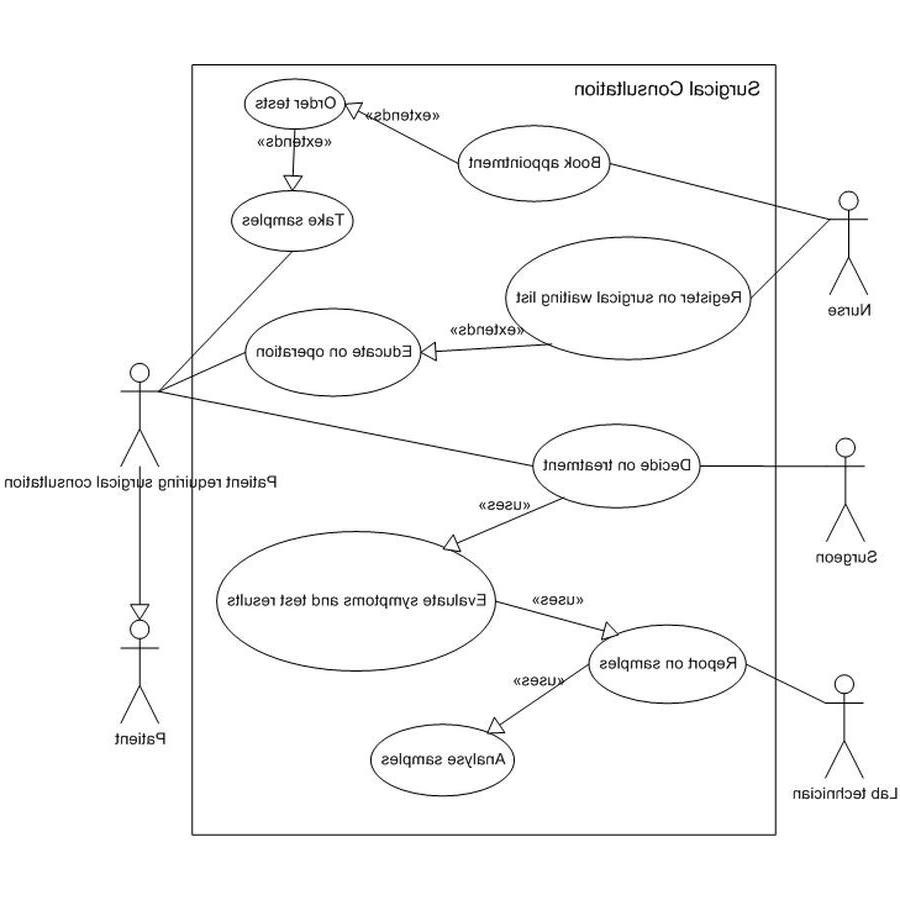 Surgical Consultation
Order tests
«extends»
«extends»
Book appointment
Take samples
Register on surgical waiting list
Nurse
«extends»
Educate on operation
Decide on treatment
Patient requiring surgical consultation
«uses»
Surgeon
Evaluate symptoms and test results
«uses»
Report on samples
«uses»
Patient
Analyse samples
Lab technician